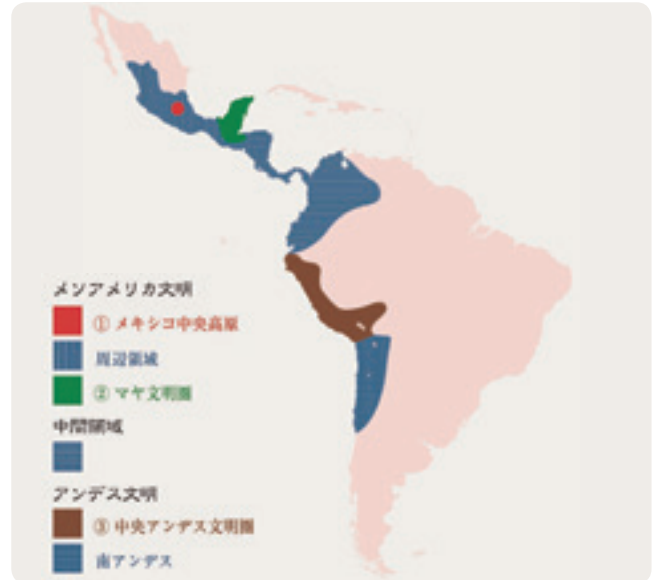 メソアメリカ文明
① メキシコ中央高原
周辺領域
② マヤ文明圏
中間領域
アンデス文明
③ 中央アンデス文明圏
南アンデス